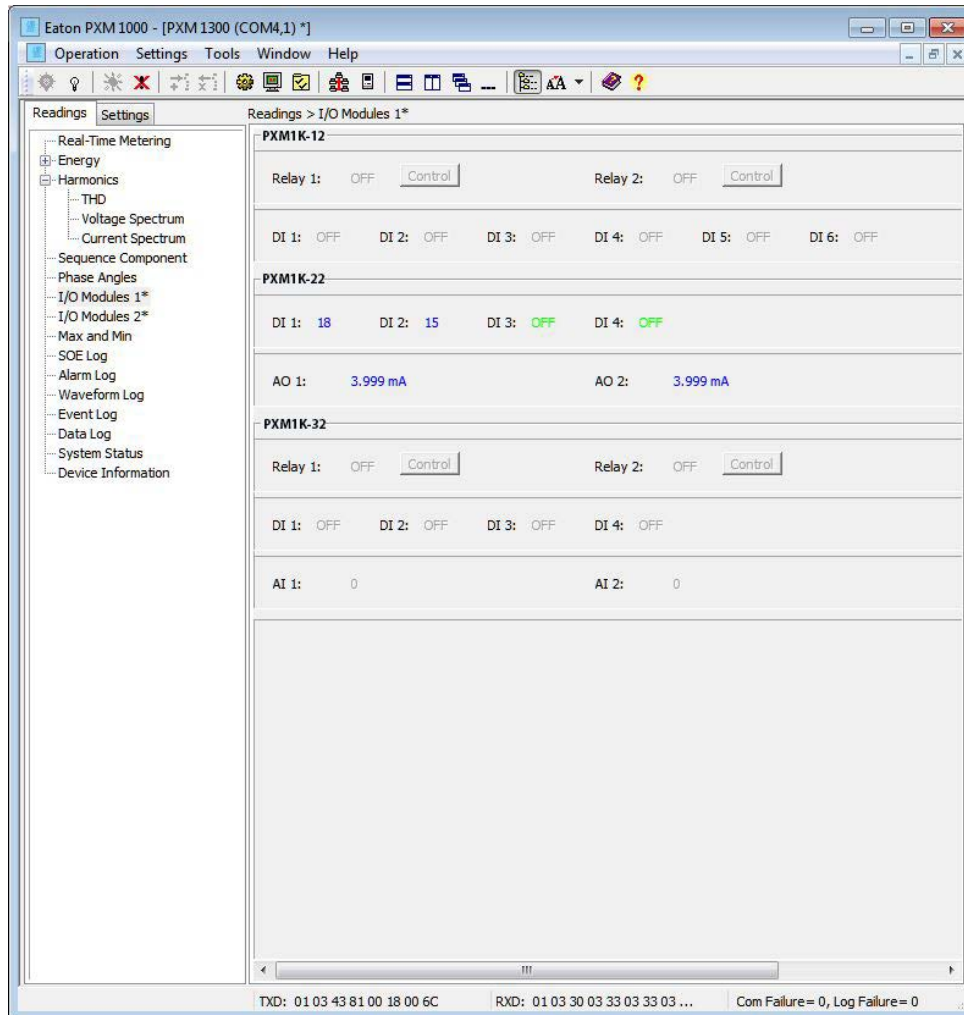 Eaton PXM 1000 - [PXM 1300 (COM4,1) *]
Operation Settings Tools Window Help
Readings Settings
Real-Time Metering
Energy
Harmonics
THD
Voltage Spectrum
Current Spectrum
Sequence Component
Phase Angles
I/O Modules 1*
I/O Modules 2*
Max and Min
SOE Log
Alarm Log
Waveform Log
Event Log
Data Log
System Status
Device Information
Readings > I/O Modules 1*
PXM1K-12
Relay 1: OFF Control Relay 2: OFF Control
DI 1: OFF DI 2: OFF DI 3: OFF DI 4: OFF DI 5: OFF DI 6: OFF
PXM1K-22
DI 1: 18 DI 2: 15 DI 3: OFF DI 4: OFF
AO 1: 3.999 mA AO 2: 3.999 mA
PXM1K-32
Relay 1: OFF Control Relay 2: OFF Control
DI 1: OFF DI 2: OFF DI 3: OFF DI 4: OFF
AI 1: 0 AI 2: 0
TXD: 01 03 43 81 00 18 00 6C RXD: 01 03 30 03 33 03 33 03 ... Com Failure= 0, Log Failure= 0